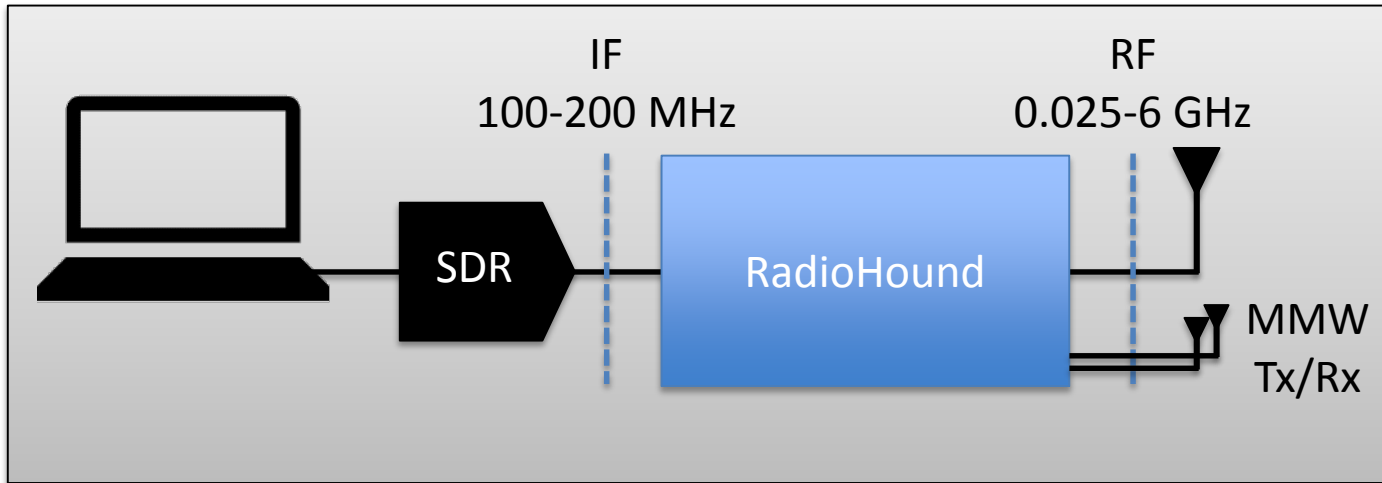 IF
100-200 MHz
RF
0.025-6 GHz
SDR
RadioHound
MMW
Tx/Rx